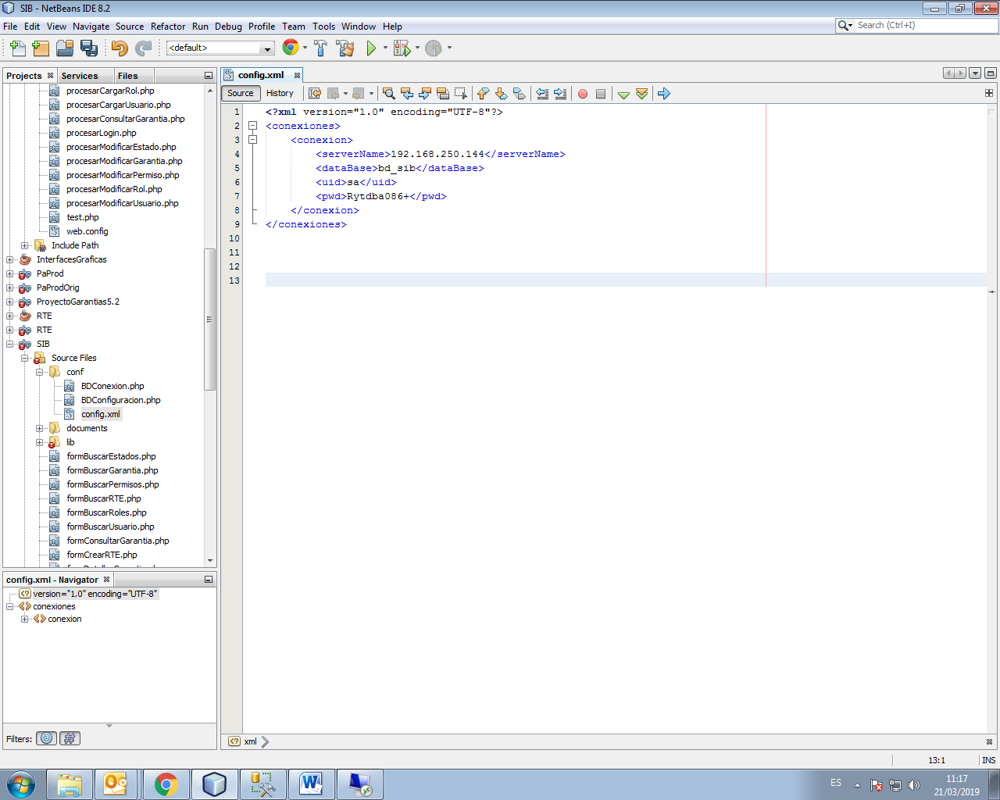 SIB - NetBeans IDE 8.2
File Edit View Navigate Source Refactor Run Debug Profile Team Tools Window Help
Search (Ctrl+I)
<default>
Projects Services Files
procesarCargarRol.php
procesarCargarUsuario.php
procesarConsultarGarantia.php
procesarLogin.php
procesarModificarEstado.php
procesarModificarGarantia.php
procesarModificarPermiso.php
procesarModificarRol.php
procesarModificarUsuario.php
test.php
web.config
Include Path
InterfacesGraficas
PaProd
PaProdOrig
ProyectoGarantias5.2
RTE
RTE
SIB
Source Files
conf
BDConexion.php
BDConfiguracion.php
config.xml
documents
lib
formBuscarEstados.php
formBuscarGarantia.php
formBuscarPermisos.php
formBuscarRTE.php
formBuscarRoles.php
formBuscarUsuario.php
formConsultarGarantia.php
formCrearRTE.php
config.xml - Navigator
version="1.0" encoding="UTF-8"
conexiones
conexion
Filters:
config.xml
Source History
1 <?xml version="1.0" encoding="UTF-8"?>
2 <conexiones>
3 <conexion>
4 <serverName>192.168.250.144</serverName>
5 <dataBase>bd_sib</dataBase>
6 <uid>sa</uid>
7 <pwd>Rytdba086+</pwd>
8 </conexion>
9 </conexiones>
10
11
12
13
xml
13:1 INS
ES
11:17
21/03/2019